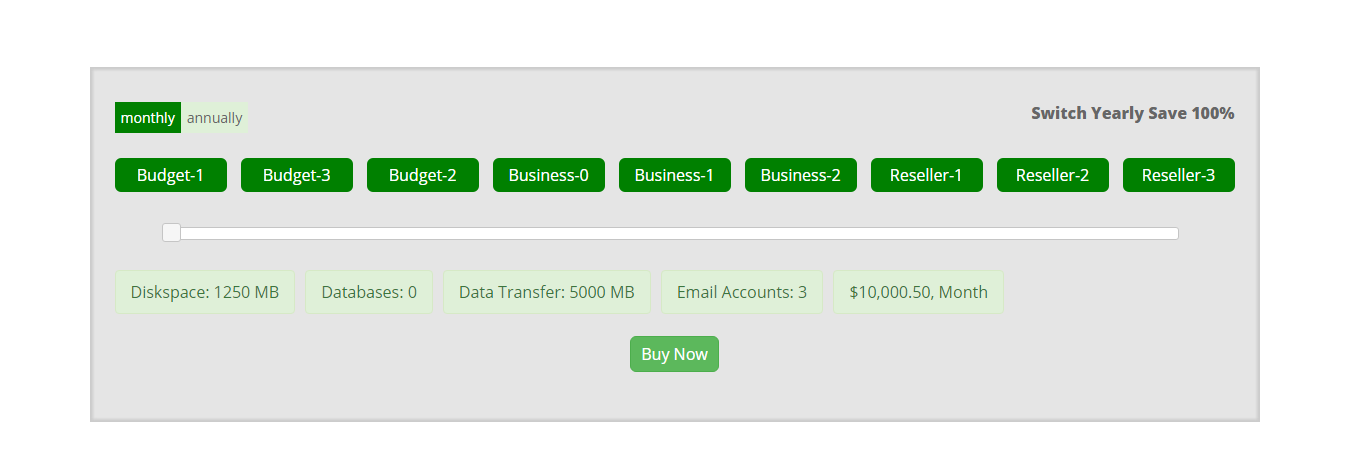 monthly annually Switch Yearly Save 100%
Budget-1 Budget-3 Budget-2 Business-0 Business-1 Business-2 Reseller-1 Reseller-2 Reseller-3
Diskspace: 1250 MB Databases: 0 Data Transfer: 5000 MB Email Accounts: 3 $10,000.50, Month
Buy Now